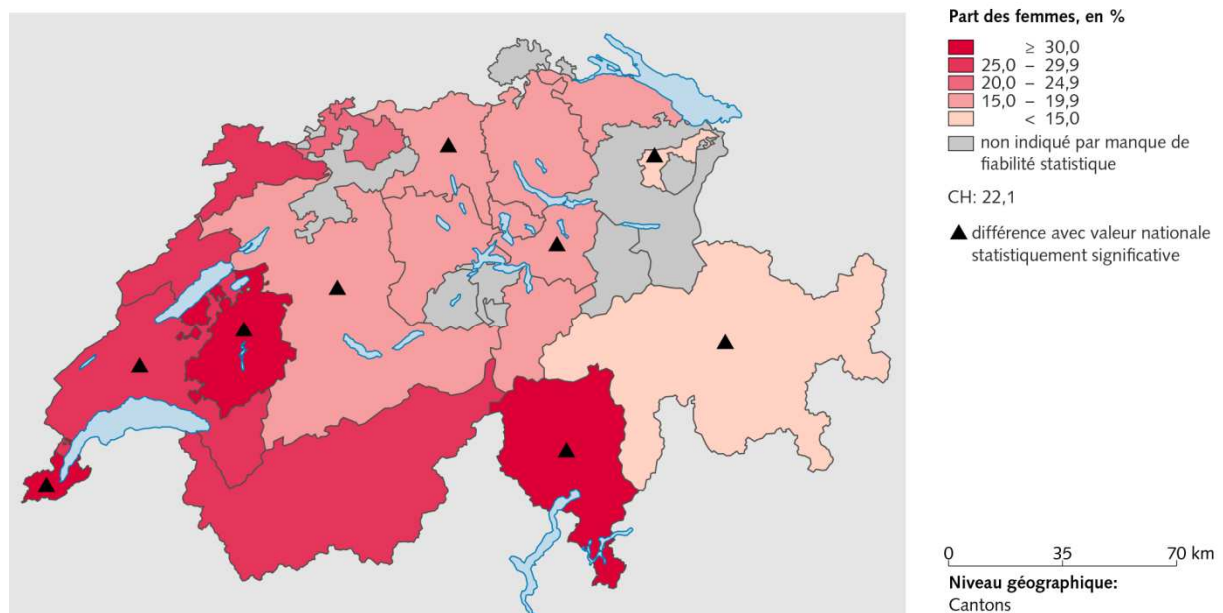 Part des femmes, en %
≥ 30,0
25,0 – 29,9
20,0 – 24,9
15,0 – 19,9
< 15,0
non indiqué par manque de
fiabilité statistique
CH: 22,1
différence avec valeur nationale
statistiquement significative
0 35 70 km
Niveau géographique:
Cantons